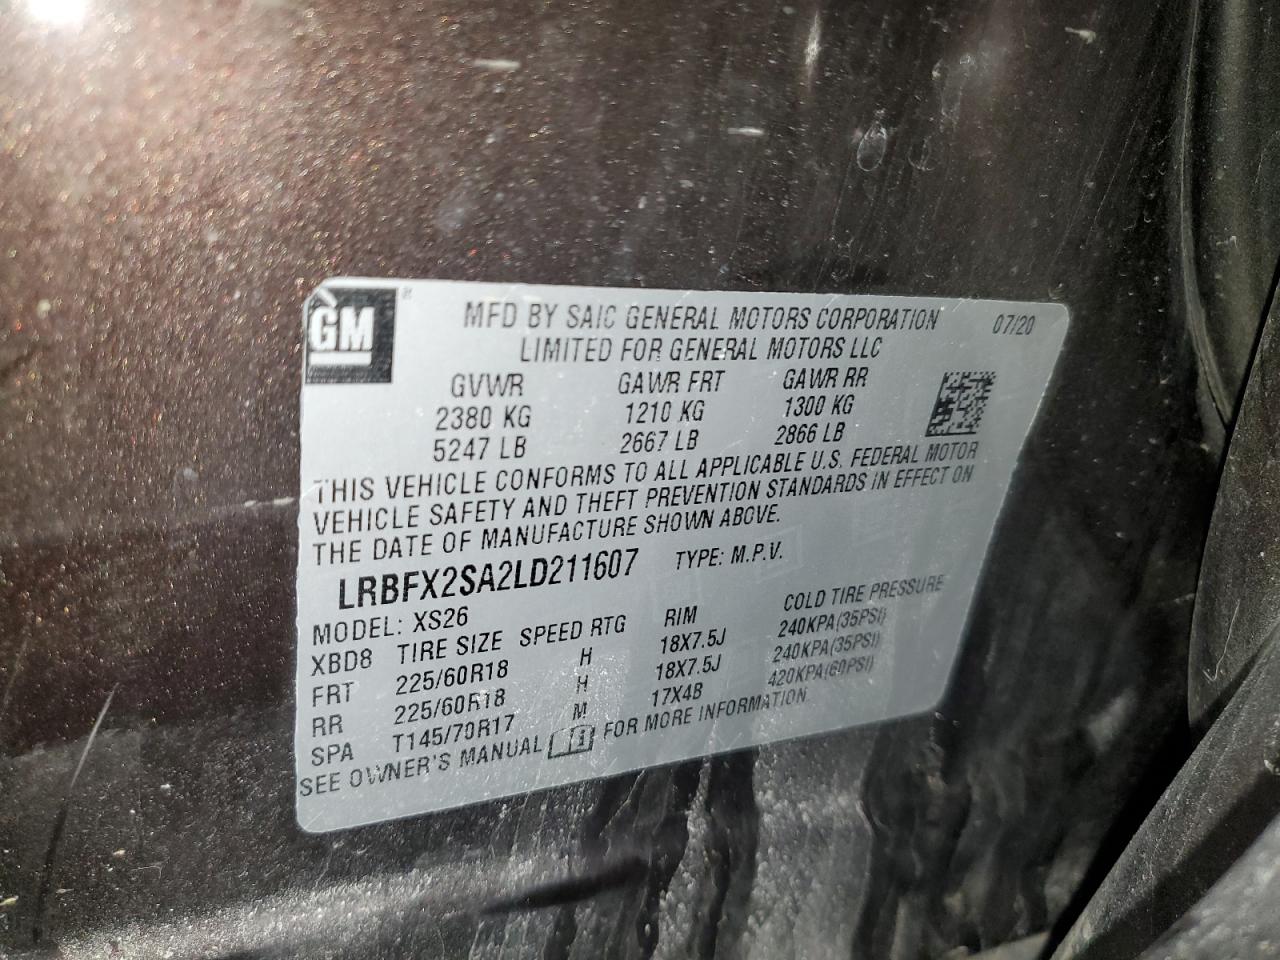 GM
MFD BY SAIC GENERAL MOTORS CORPORATION 07/20
LIMITED FOR GENERAL MOTORS LLC
GVWR GAWR FRT GAWR RR
2380 KG 1210 KG 1300 KG
5247 LB 2667 LB 2866 LB
THIS VEHICLE CONFORMS TO ALL APPLICABLE U.S. FEDERAL MOTOR
VEHICLE SAFETY AND THEFT PREVENTION STANDARDS IN EFFECT ON
THE DATE OF MANUFACTURE SHOWN ABOVE.
LRBFX2SA2LD211607 TYPE: M.P.V.
MODEL: XS26
XBD8 TIRE SIZE SPEED RTG RIM COLD TIRE PRESSURE
FRT 225/60R18 H 18X7.5J 240KPA(35PSI)
RR 225/60R18 H 18X7.5J 240KPA(35PSI)
SPA T145/70R17 M 17X4B 420KPA(60PSI)
SEE OWNER'S MANUAL FOR MORE INFORMATION